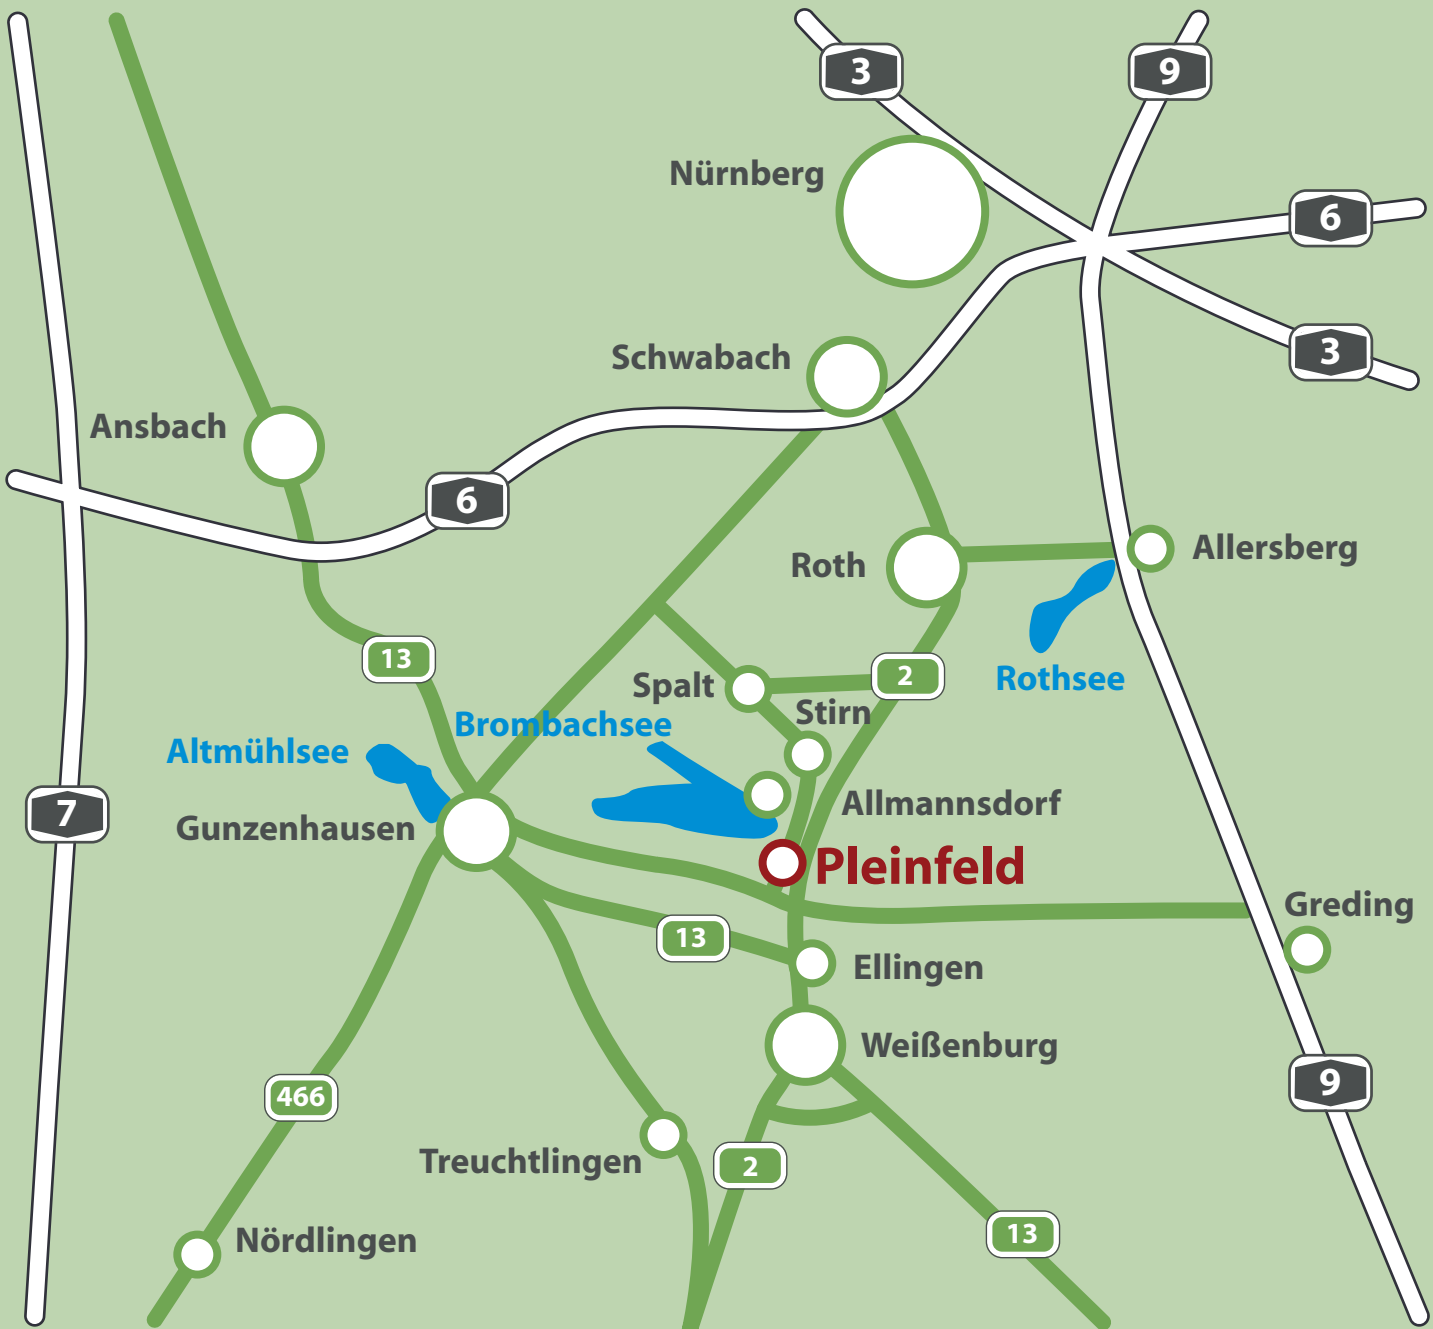 3
9
Nürnberg
6
Schwabach
3
Ansbach
6
Roth
Allersberg
13
Spalt
2
Rothsee
Stirn
Brombachsee
Altmühlsee
Allmannsdorf
7
Gunzenhausen
Pleinfeld
Greding
13
Ellingen
Weißenburg
9
466
Treuchtlingen
2
Nördlingen
13